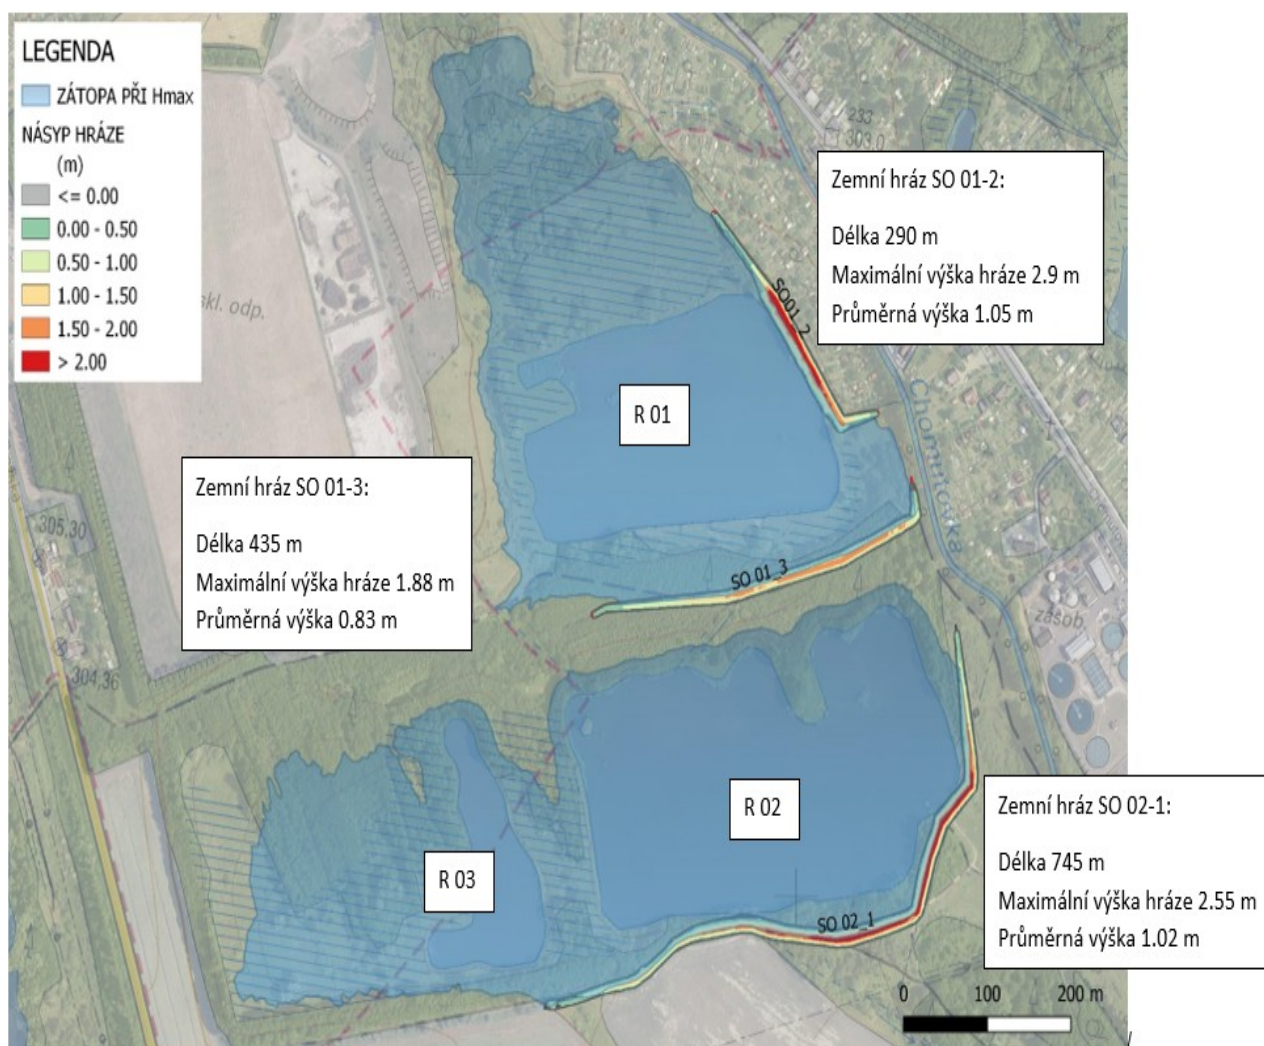 LEGENDA
ZÁTOPA PŘI Hmax
NÁSYP HRÁZE
(m)
<= 0.00
0.00 - 0.50
0.50 - 1.00
1.00 - 1.50
1.50 - 2.00
> 2.00
233
303,0
Zemní hráz SO 01-2:
Délka 290 m
Maximální výška hráze 2.9 m
Průměrná výška 1.05 m
skl. odp.
SO01_2
R 01
Chomutovka
Zemní hráz SO 01-3:
Délka 435 m
Maximální výška hráze 1.88 m
Průměrná výška 0.83 m
305,30
SO 01_3
zásob.
304,36
R 02
R 03
Zemní hráz SO 02-1:
Délka 745 m
Maximální výška hráze 2.55 m
Průměrná výška 1.02 m
SO 02_1
0 100 200 m